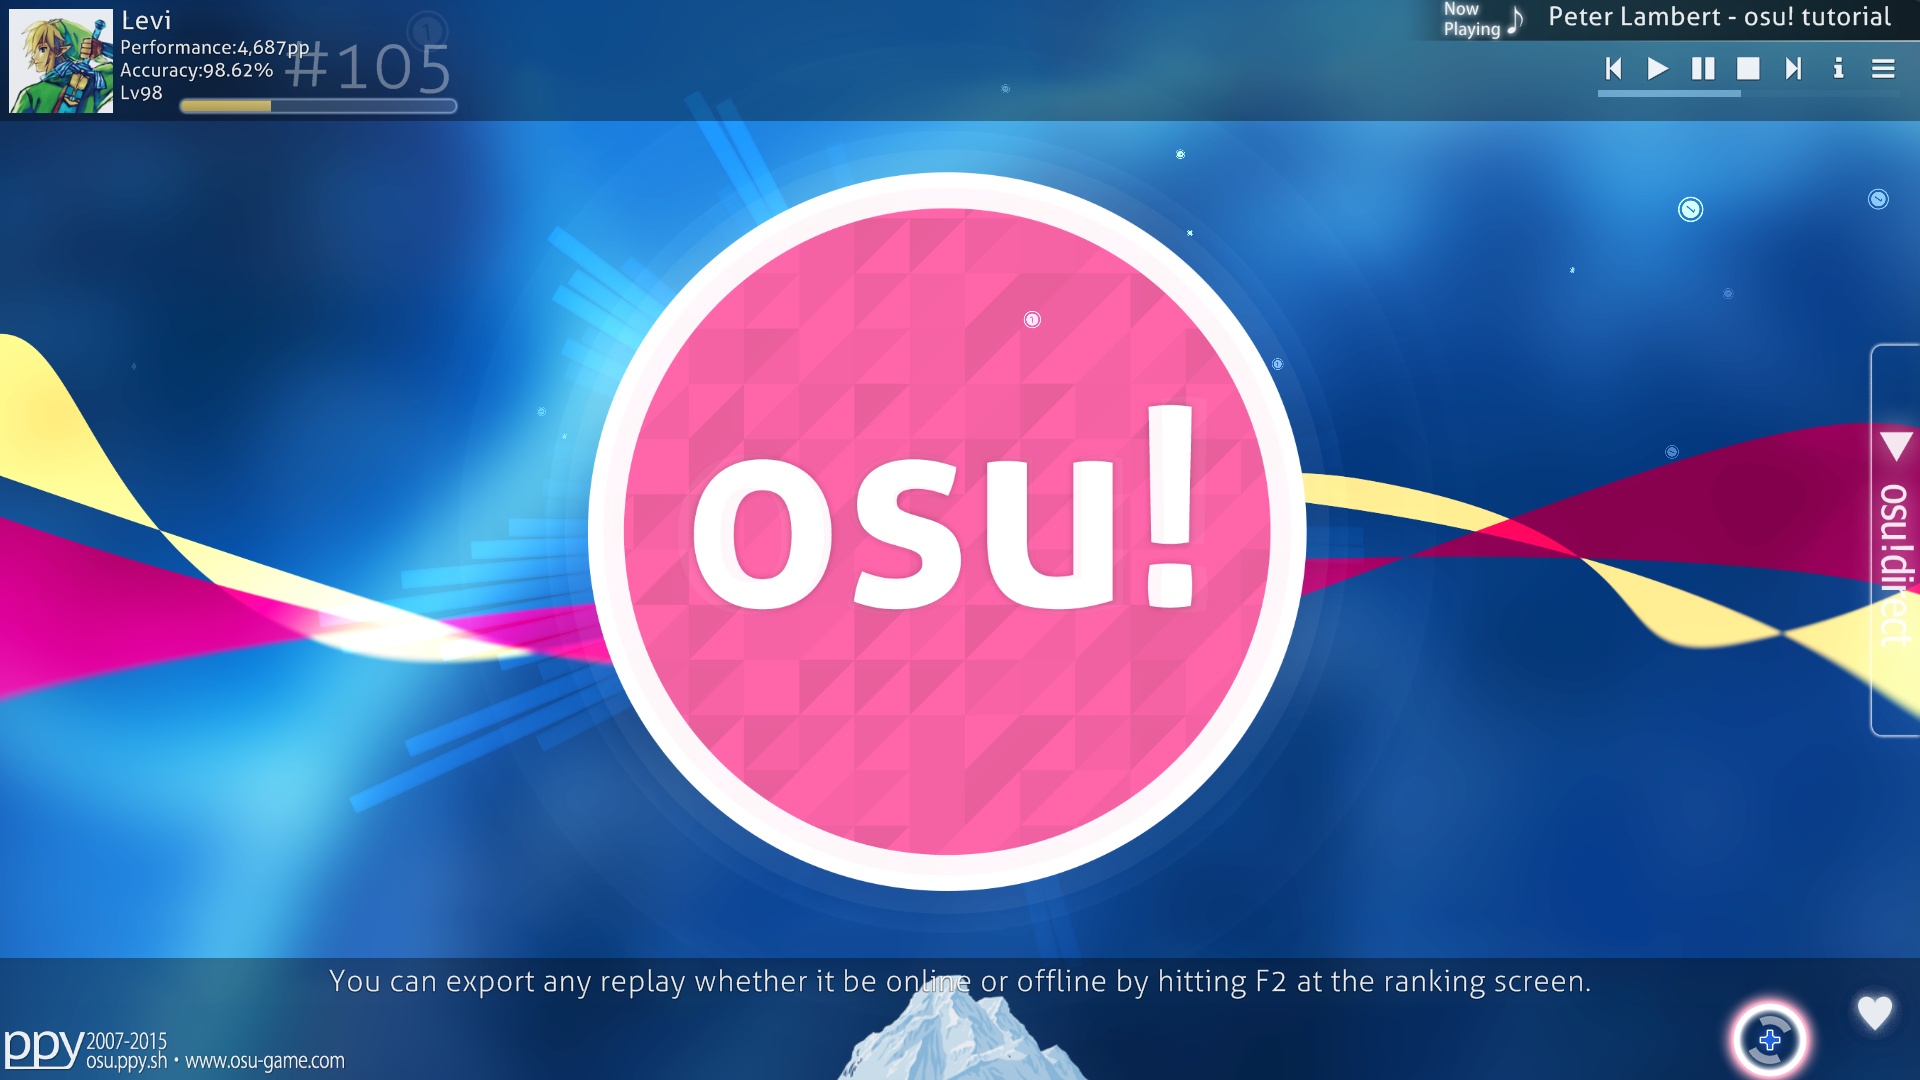 Levi
Performance:4,687pp
Accuracy:98.62%
Lv98
#105
Now
Playing
Peter Lambert - osu! tutorial
osu!
osu!direct
You can export any replay whether it be online or offline by hitting F2 at the ranking screen.
ppy 2007-2015
osu.ppy.sh • www.osu-game.com